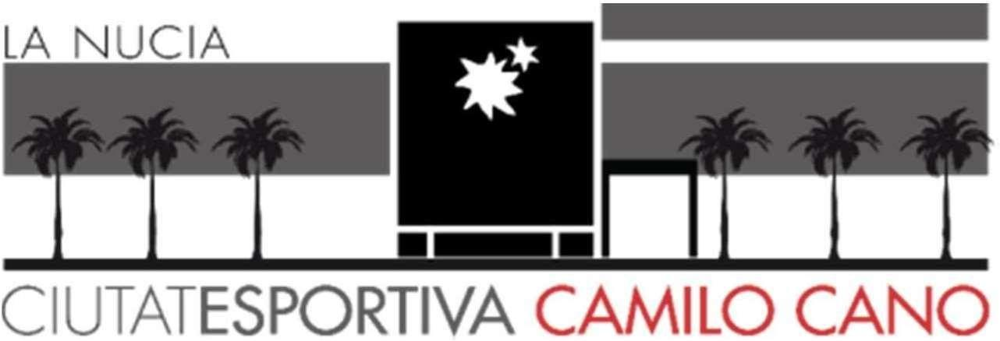 LA NUCIA
CIUTATESPORTIVA CAMILO CANO